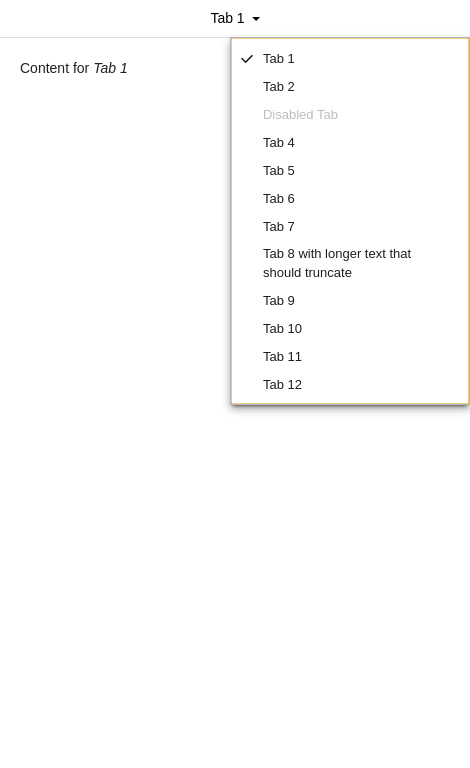 Tab 1
Content for Tab 1
Tab 1
Tab 2
Disabled Tab
Tab 4
Tab 5
Tab 6
Tab 7
Tab 8 with longer text that
should truncate
Tab 9
Tab 10
Tab 11
Tab 12